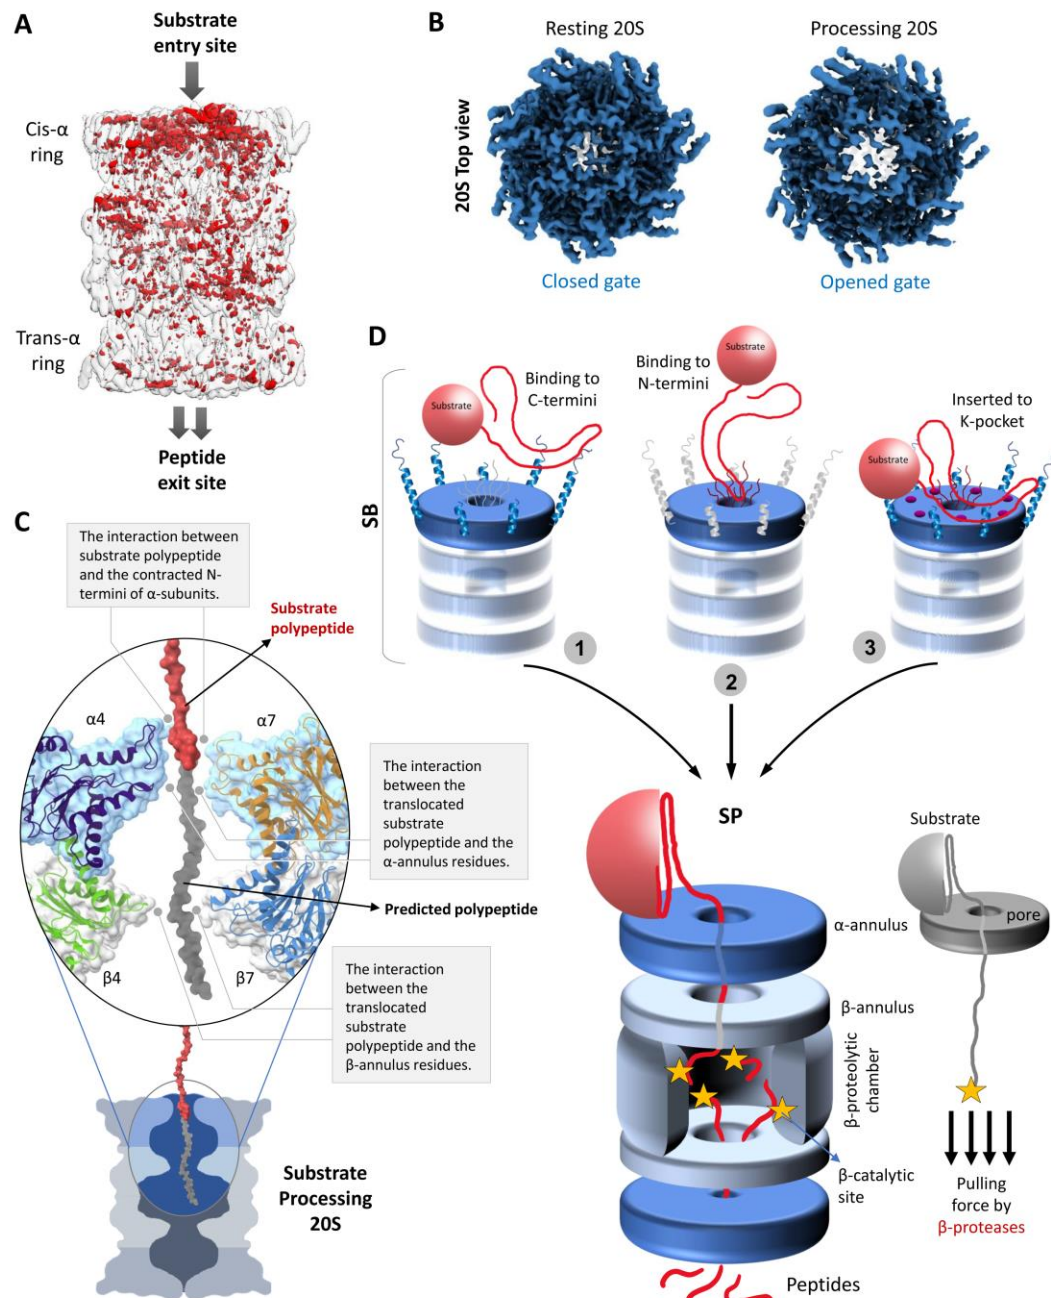 A
Substrate
entry site
Cis-α
ring
Trans-α
ring
Peptide
exit site
B
Resting 20S
Processing 20S
20S Top view
Closed gate
Opened gate
C
The interaction between
substrate polypeptide
and the contracted N-
termini of α-subunits.
Substrate
polypeptide
α4
α7
The interaction
between the
translocated
substrate
polypeptide and the
α-annulus residues.
Predicted polypeptide
β4
β7
The interaction
between the
translocated
substrate
polypeptide and the
β-annulus residues.
Substrate
Processing
20S
D
SB
Substrate
Binding to
C-termini
Binding to
N-termini
Substrate
Inserted to
K-pocket
Substrate
1
2
3
SP
α-annulus
β-annulus
β-proteolytic
chamber
β-catalytic
site
Peptides
Substrate
pore
Pulling
force by
β-proteases